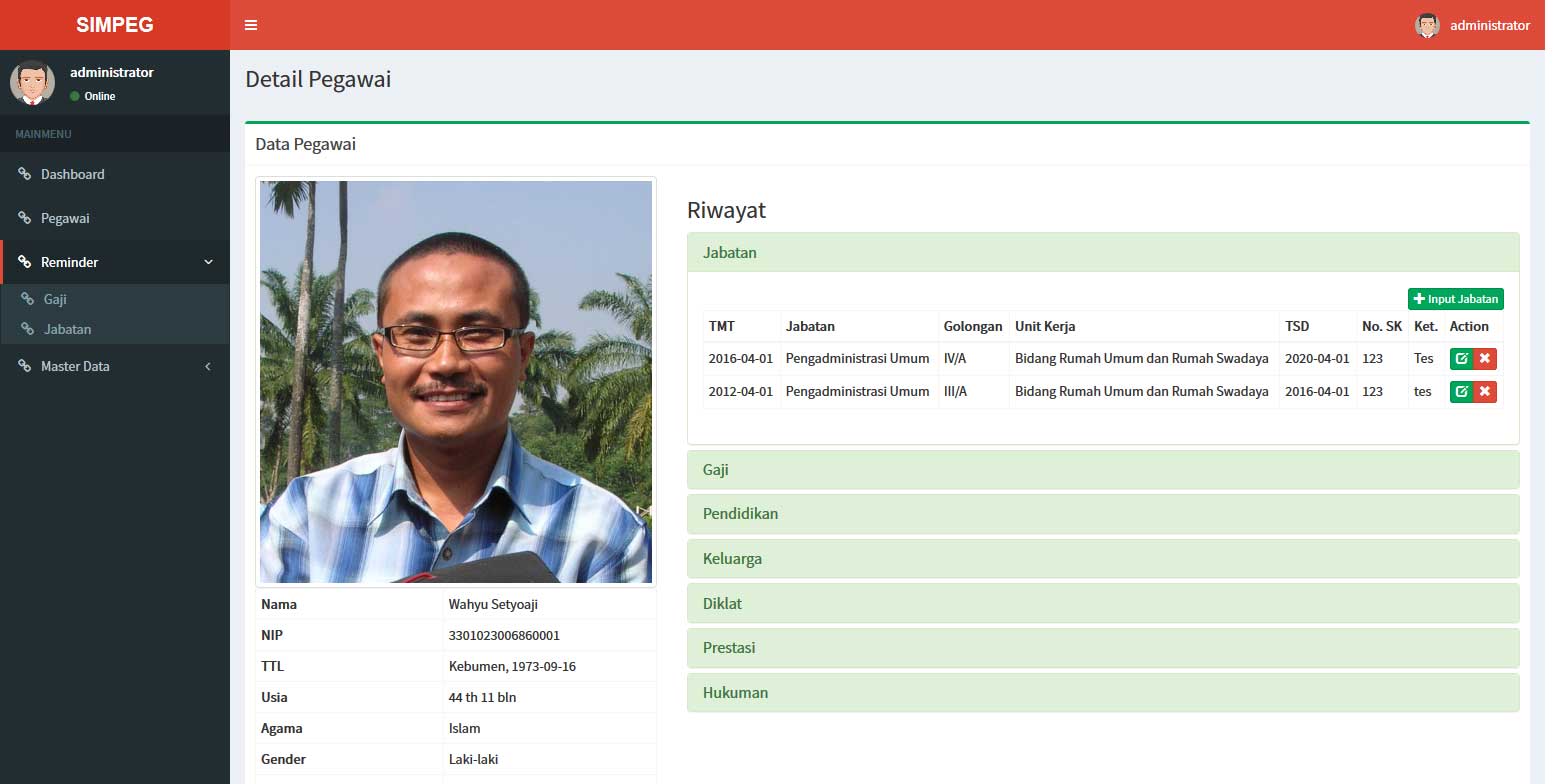 SIMPEG
administrator
administrator
Online
MAINMENU
Dashboard
Pegawai
Reminder
Gaji
Jabatan
Master Data
Detail Pegawai
Data Pegawai
Nama Wahyu Setyoaji
NIP 3301023006860001
TTL Kebumen, 1973-09-16
Usia 44 th 11 bln
Agama Islam
Gender Laki-laki
Riwayat
Jabatan
Input Jabatan
TMT Jabatan Golongan Unit Kerja TSD No. SK Ket. Action
2016-04-01 Pengadministrasi Umum IV/A Bidang Rumah Umum dan Rumah Swadaya 2020-04-01 123 Tes
2012-04-01 Pengadministrasi Umum III/A Bidang Rumah Umum dan Rumah Swadaya 2016-04-01 123 tes
Gaji
Pendidikan
Keluarga
Diklat
Prestasi
Hukuman